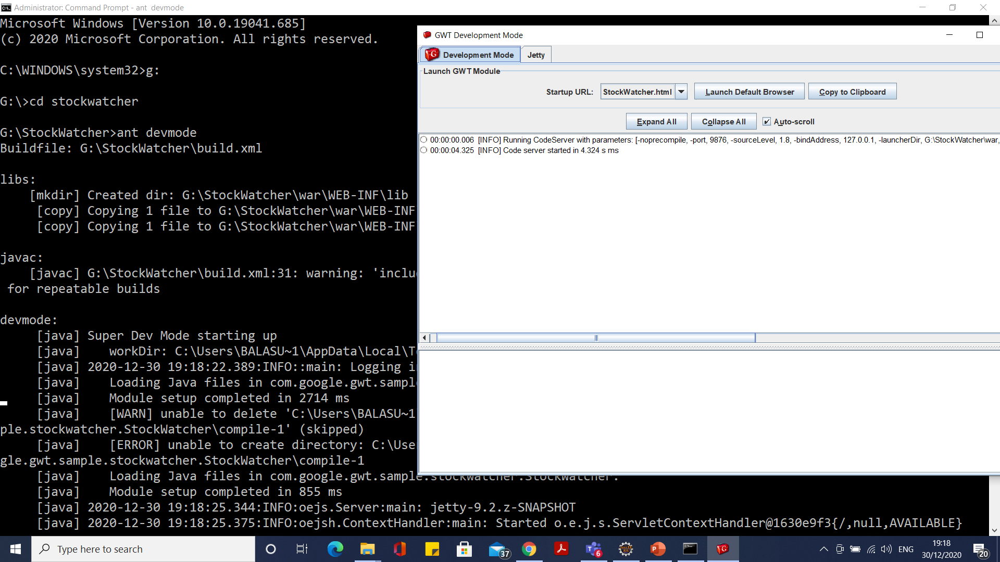 Administrator: Command Prompt - ant  devmode
Microsoft Windows [Version 10.0.19041.685]
(c) 2020 Microsoft Corporation. All rights reserved.
C:\WINDOWS\system32>g:
G:\>cd stockwatcher
G:\StockWatcher>ant devmode
Buildfile: G:\StockWatcher\build.xml
libs:
[mkdir] Created dir: G:\StockWatcher\war\WEB-INF\lib
[copy] Copying 1 file to G:\StockWatcher\war\WEB-INF
[copy] Copying 1 file to G:\StockWatcher\war\WEB-INF
javac:
[javac] G:\StockWatcher\build.xml:31: warning: 'inclu
for repeatable builds
devmode:
[java] Super Dev Mode starting up
[java] workDir: C:\Users\BALASU~1\AppData\Local\T
[java] 2020-12-30 19:18:22.389:INFO::main: Logging i
[java] Loading Java files in com.google.gwt.sampl
[java] Module setup completed in 2714 ms
[java] [WARN] unable to delete 'C:\Users\BALASU~1
ple.stockwatcher.StockWatcher\compile-1' (skipped)
[java] [ERROR] unable to create directory: C:\Use
gle.gwt.sample.stockwatcher.StockWatcher\compile-1
[java] Loading Java files in com.google.gwt.sample.stockwatcher.StockWatcher.
[java] Module setup completed in 855 ms
[java] 2020-12-30 19:18:25.344:INFO:oejs.Server:main: jetty-9.2.z-SNAPSHOT
[java] 2020-12-30 19:18:25.375:INFO:oejsh.ContextHandler:main: Started o.e.j.s.ServletContextHandler@1630e9f3{/,null,AVAILABLE}
GWT Development Mode
Development Mode Jetty
Launch GWT Module
Startup URL: StockWatcher.html Launch Default Browser Copy to Clipboard
Expand All Collapse All Auto-scroll
00:00:00.006 [INFO] Running CodeServer with parameters: [-noprecompile, -port, 9876, -sourceLevel, 1.8, -bindAddress, 127.0.0.1, -launcherDir, G:\StockWatcher\war,
00:00:04.325 [INFO] Code server started in 4.324 s ms
Type here to search
37
6
ENG
19:18
30/12/2020
20